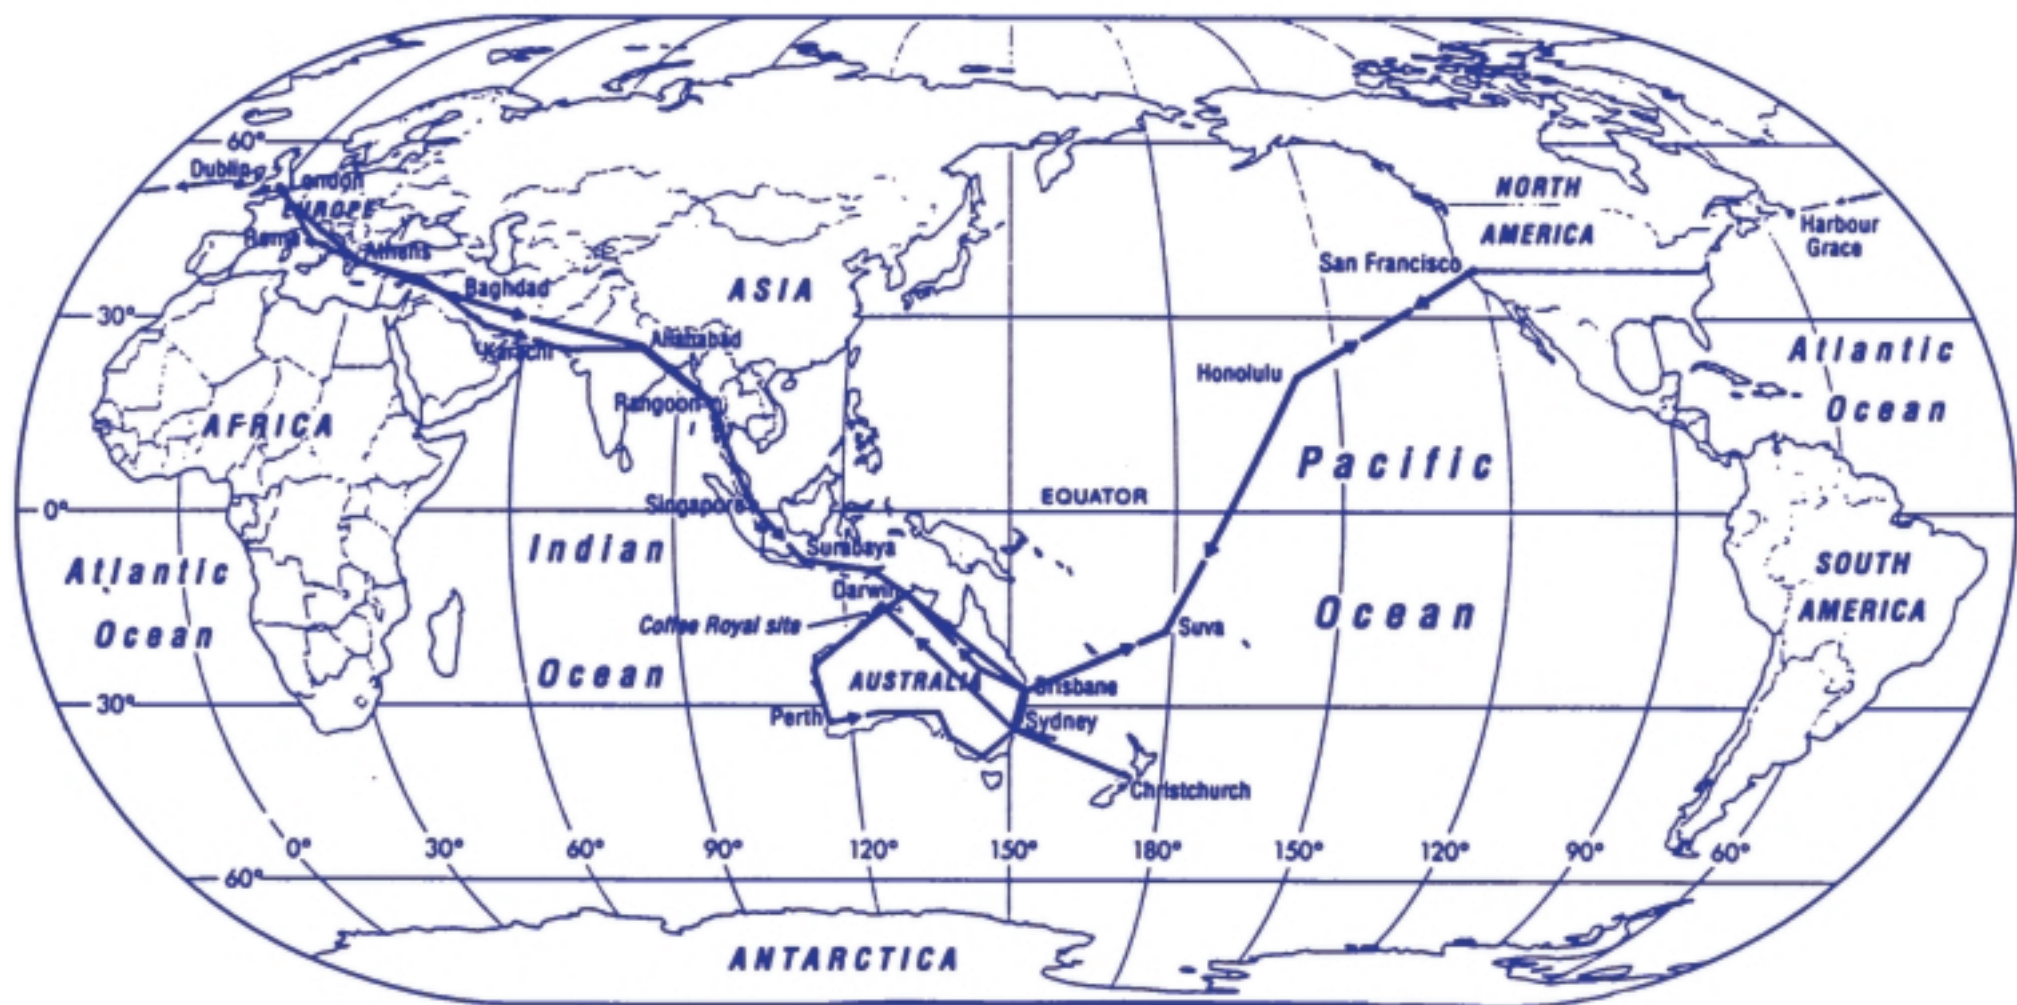 60°
Dublin
London
EUROPE
Rome
Athens
NORTH
AMERICA
Harbour
Grace
San Francisco
Baghdad
ASIA
30°
Karachi
Allahabad
Atlantic
Ocean
Honolulu
Rangoon
AFRICA
Pacific
Ocean
EQUATOR
0°
Singapore
Indian
Ocean
Surabaya
Atlantic
Ocean
SOUTH
AMERICA
Darwin
Coffee Royal site
Suva
AUSTRALIA
Brisbane
30°
Perth
Sydney
Christchurch
0° 30° 60° 90° 120° 150° 180° 150° 120° 90° 60°
60°
ANTARCTICA